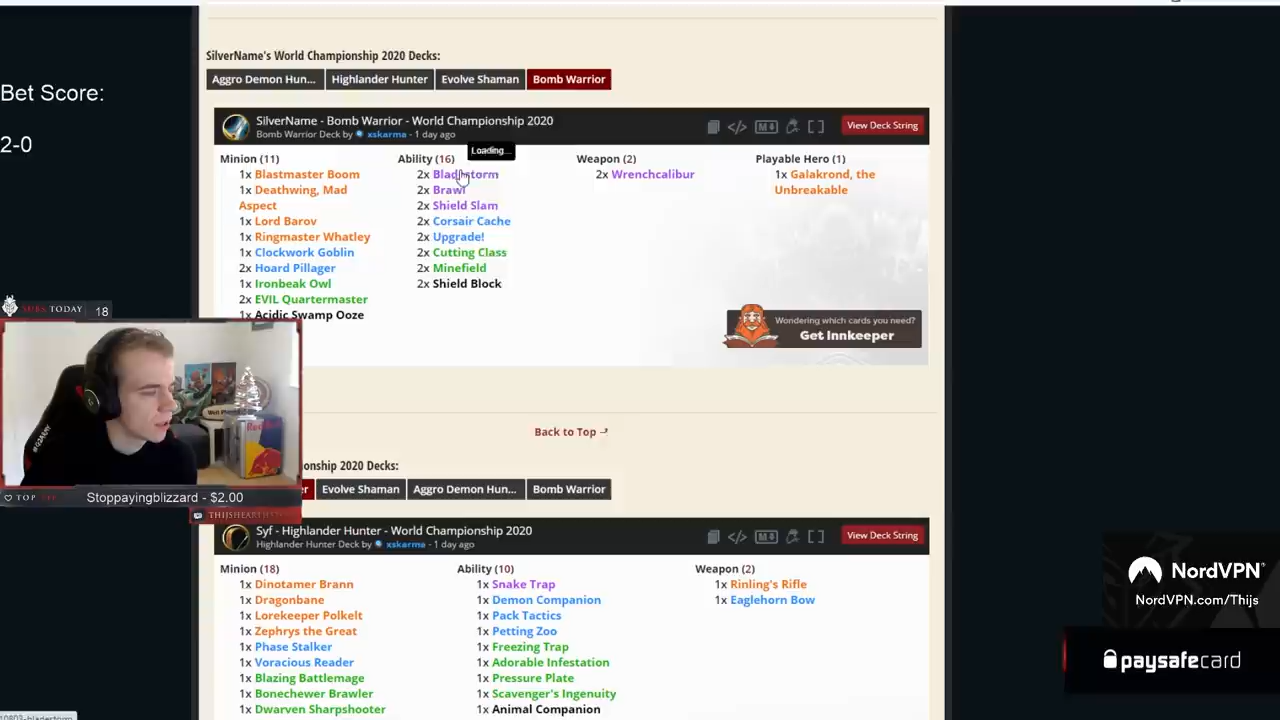 Bet Score:
2-0
SilverName's World Championship 2020 Decks:
Aggro Demon Hun... Highlander Hunter Evolve Shaman Bomb Warrior
SilverName - Bomb Warrior - World Championship 2020
Bomb Warrior Deck by xskarma - 1 day ago
View Deck String
Loading...
Minion (11)
1x Blastmaster Boom
1x Deathwing, Mad
Aspect
1x Lord Barov
1x Ringmaster Whatley
1x Clockwork Goblin
2x Hoard Pillager
1x Ironbeak Owl
2x EVIL Quartermaster
1x Acidic Swamp Ooze
Ability (16)
2x Bladestorm
2x Brawl
2x Shield Slam
2x Corsair Cache
2x Upgrade!
2x Cutting Class
2x Minefield
2x Shield Block
Weapon (2)
2x Wrenchcalibur
Playable Hero (1)
1x Galakrond, the
Unbreakable
Wondering which cards you need?
Get Innkeeper
SUBS TODAY 18
Back to Top
onship 2020 Decks:
er Evolve Shaman Aggro Demon Hun... Bomb Warrior
TOP
Stoppayingblizzard - $2.00
THIJSHEARTHS
Syf - Highlander Hunter - World Championship 2020
Highlander Hunter Deck by xskarma - 1 day ago
View Deck String
Minion (18)
1x Dinotamer Brann
1x Dragonbane
1x Lorekeeper Polkelt
1x Zephrys the Great
1x Phase Stalker
1x Voracious Reader
1x Blazing Battlemage
1x Bonechewer Brawler
1x Dwarven Sharpshooter
Ability (10)
1x Snake Trap
1x Demon Companion
1x Pack Tactics
1x Petting Zoo
1x Freezing Trap
1x Adorable Infestation
1x Pressure Plate
1x Scavenger's Ingenuity
1x Animal Companion
Weapon (2)
1x Rinling's Rifle
1x Eaglehorn Bow
NordVPN
NordVPN.com/Thijs
paysafecard
Red Bull